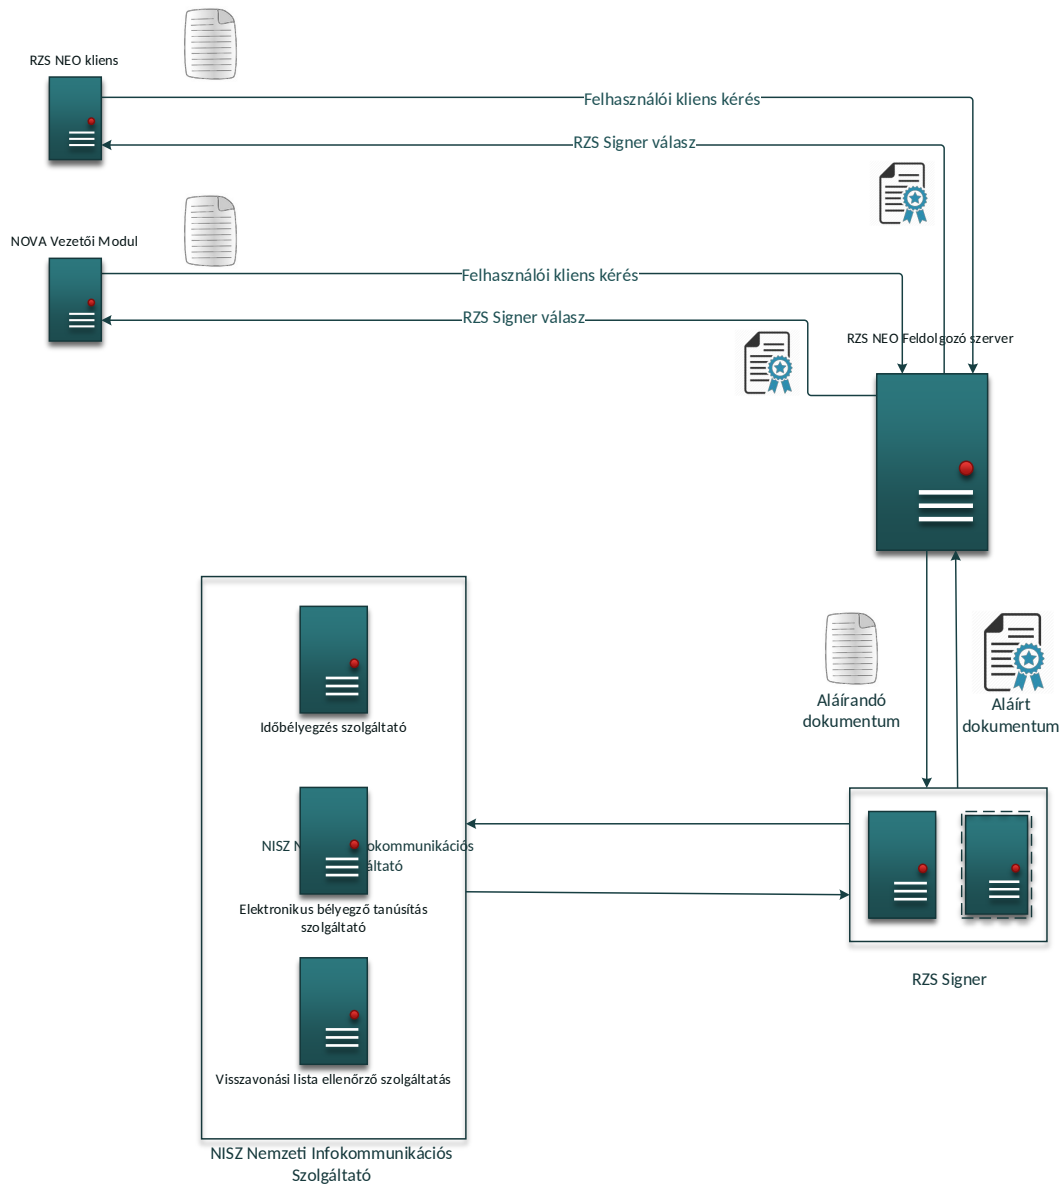 RZS NEO kliens
Felhasználói kliens kérés
RZS Signer válasz
NOVA Vezetői Modul
Felhasználói kliens kérés
RZS Signer válasz
RZS NEO Feldolgozó szerver
Aláírandó
dokumentum
Aláírt
dokumentum
Időbélyegzés szolgáltató
NISZ
Elektronikus bélyegző tanúsítás
szolgáltató
RZS Signer
Visszavonási lista ellenőrző szolgáltatás
NISZ Nemzeti Infokommunikációs
Szolgáltató